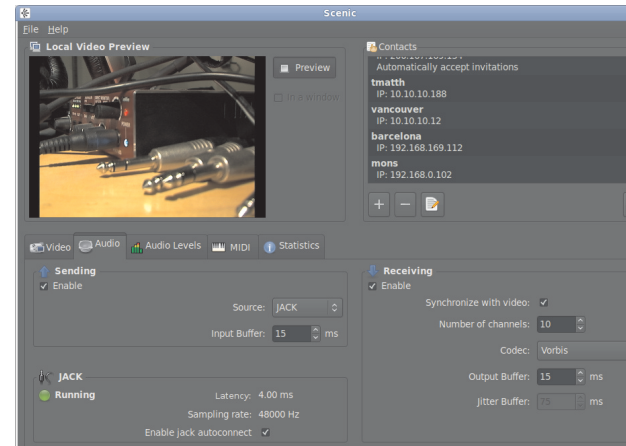 Scenic
File Help
Local Video Preview
Preview
In a window
Contacts
Automatically accept invitations
tmatth
IP: 10.10.10.188
vancouver
IP: 10.10.10.12
barcelona
IP: 192.168.169.112
mons
IP: 192.168.0.102
Video Audio Audio Levels MIDI Statistics
Sending
Enable
Source: JACK
Input Buffer: 15 ms
JACK
Running Latency: 4.00 ms
Sampling rate: 48000 Hz
Enable jack autoconnect
Receiving
Enable
Synchronize with video:
Number of channels: 10
Codec: Vorbis
Output Buffer: 15 ms
Jitter Buffer: 75 ms